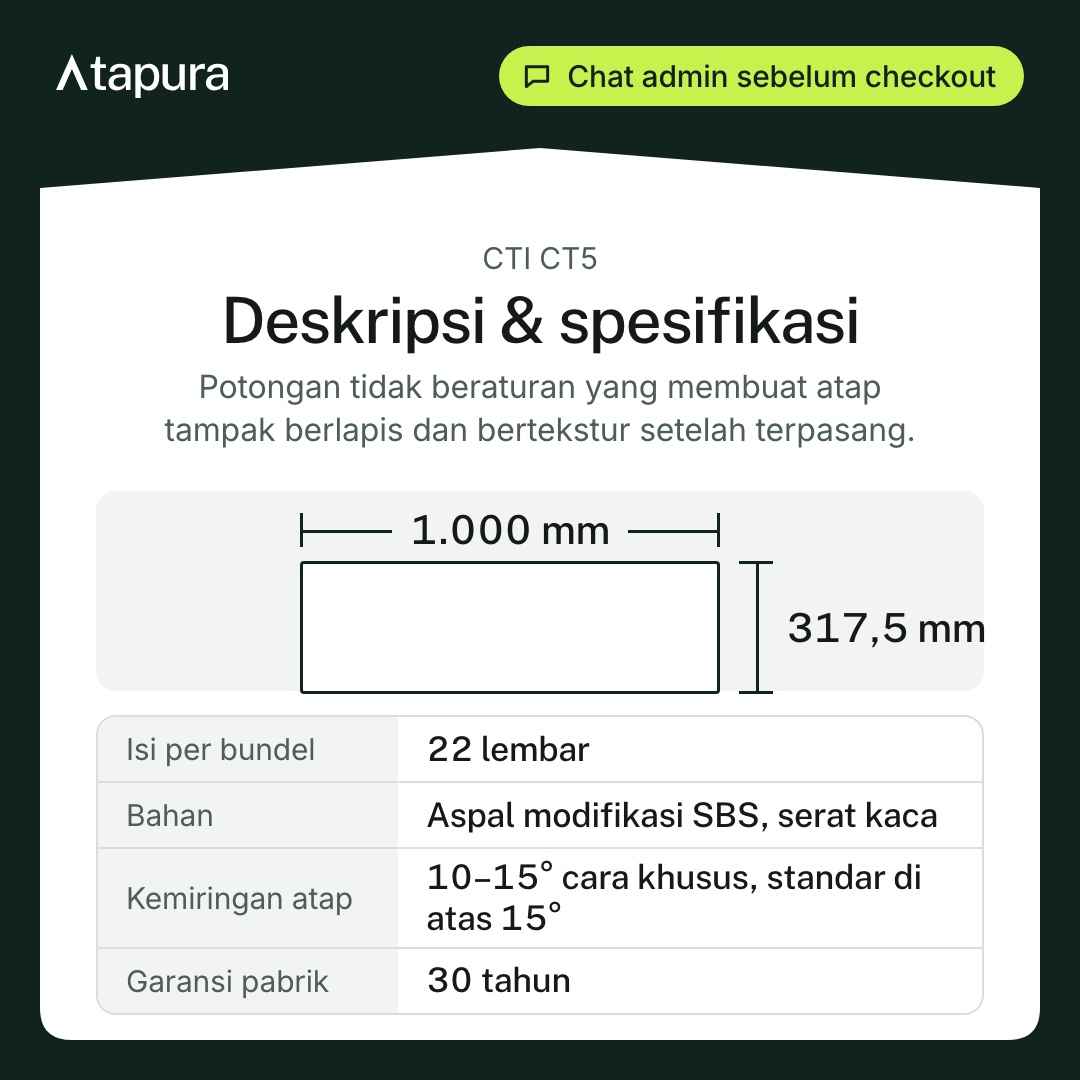 Atapura
Chat admin sebelum checkout
CTI CT5
Deskripsi & spesifikasi
Potongan tidak beraturan yang membuat atap
tampak berlapis dan bertekstur setelah terpasang.
1.000 mm
317,5 mm
Isi per bundel
22 lembar
Bahan
Aspal modifikasi SBS, serat kaca
Kemiringan atap
10–15° cara khusus, standar di
atas 15°
Garansi pabrik
30 tahun